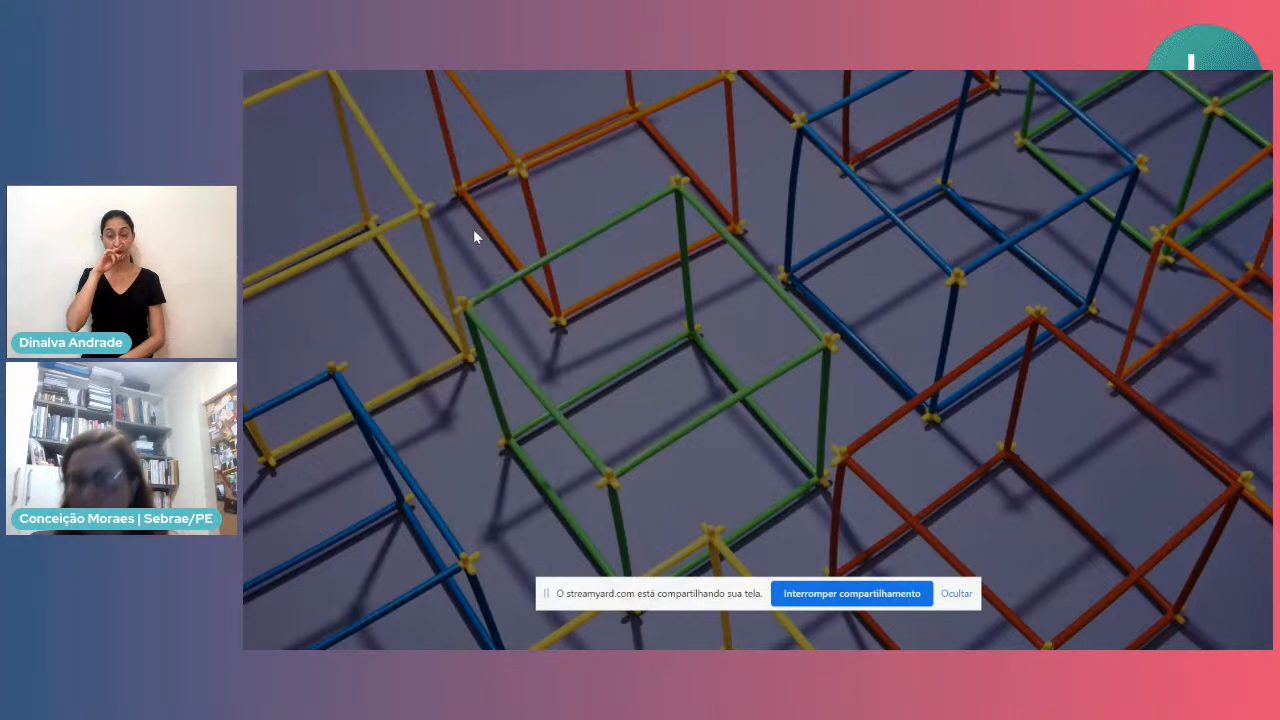 Dinalva Andrade
Conceição Moraes | Sebrae/PE
O streamyard.com está compartilhando sua tela.
Interromper compartilhamento
Ocultar